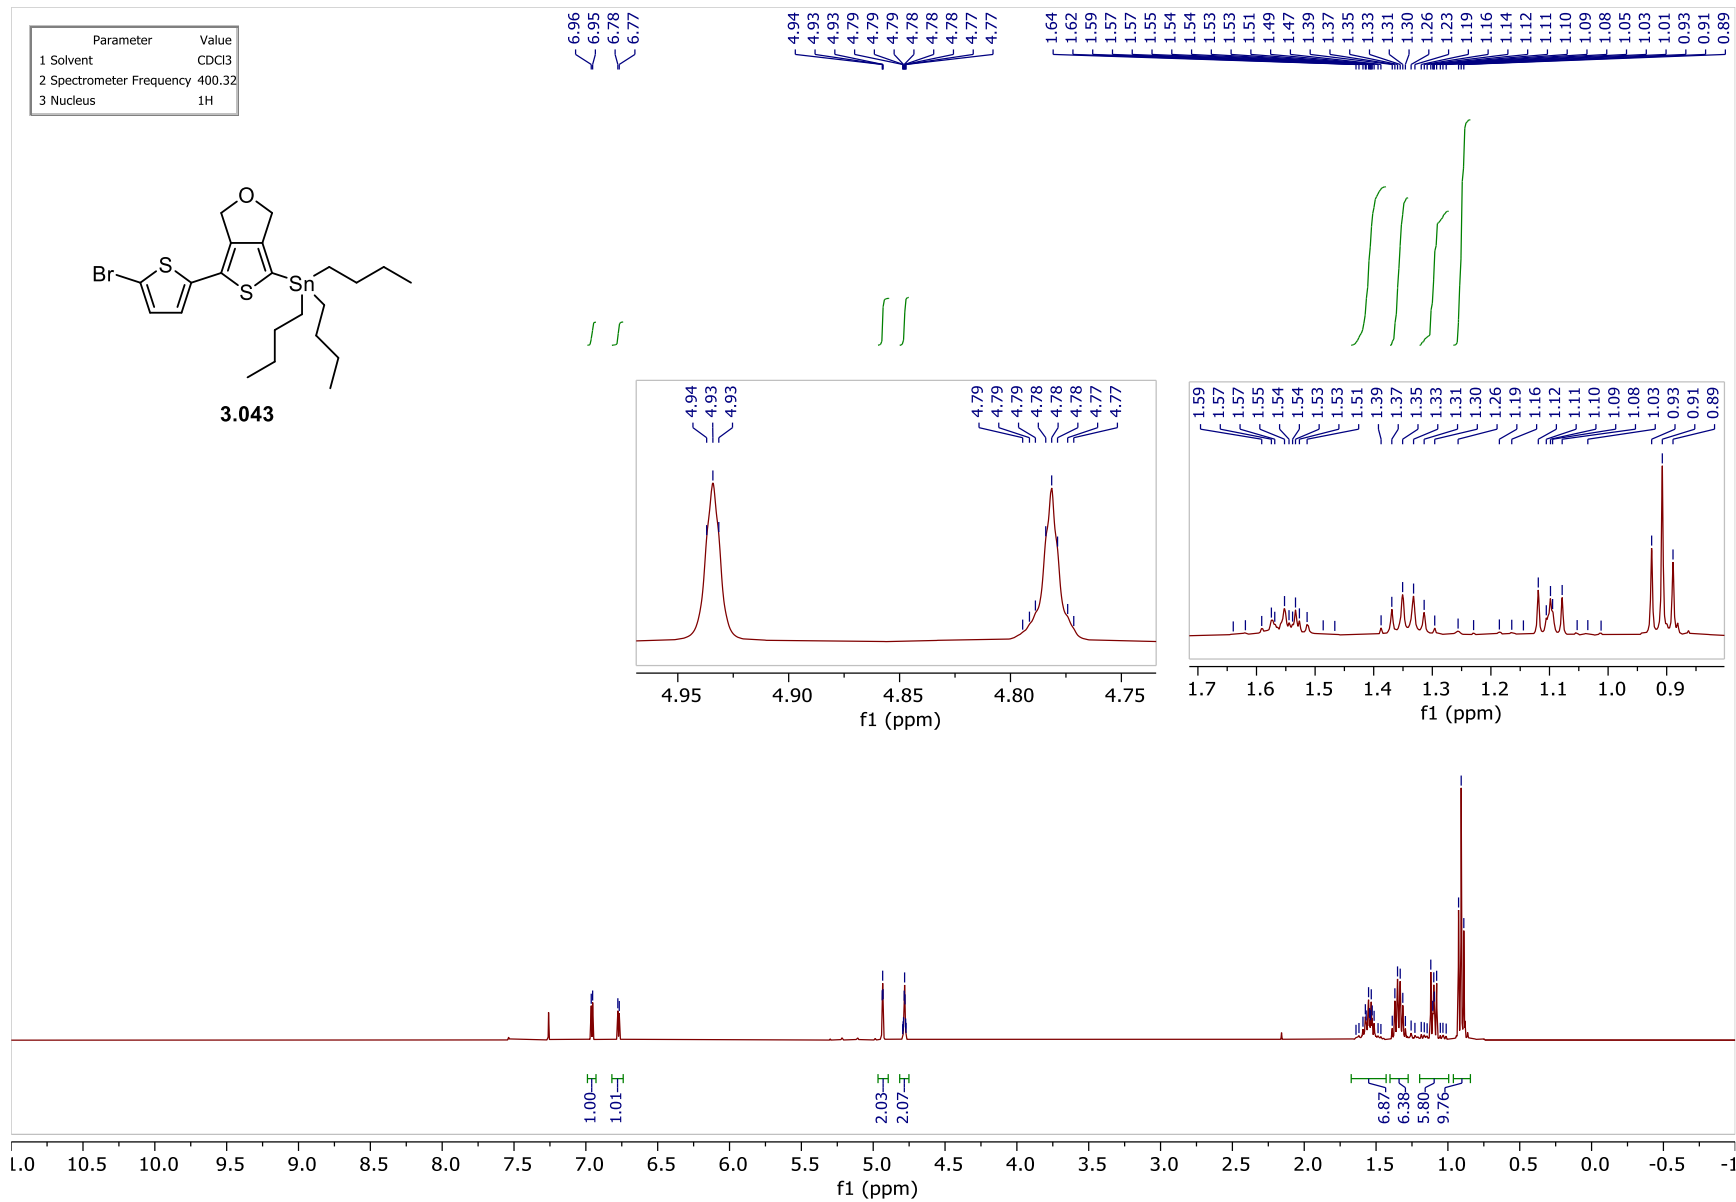 Parameter Value
1 Solvent CDCl3
2 Spectrometer Frequency 400.32
3 Nucleus 1H
6.96 6.95 6.78 6.77
4.94 4.93 4.93 4.79 4.79 4.79 4.78 4.78 4.78 4.77 4.77
1.64 1.62 1.59 1.57 1.57 1.55 1.54 1.54 1.53 1.53 1.51 1.49 1.47 1.39 1.37 1.35 1.33 1.31 1.30 1.26 1.23 1.19 1.16 1.14 1.12 1.11 1.10 1.09 1.08 1.05 1.03 1.01 0.93 0.91 0.89
O
Br S S Sn
3.043
4.94 4.93 4.93 4.79 4.79 4.79 4.78 4.78 4.78 4.77 4.77
4.95 4.90 4.85 4.80 4.75
f1 (ppm)
1.59 1.57 1.57 1.55 1.54 1.54 1.53 1.53 1.51 1.39 1.37 1.35 1.33 1.31 1.30 1.26 1.19 1.16 1.12 1.11 1.10 1.09 1.08 1.03 0.93 0.91 0.89
1.7 1.6 1.5 1.4 1.3 1.2 1.1 1.0 0.9
f1 (ppm)
1.00 1.01 2.03 2.07 6.87 6.38 5.80 9.76
1.0 10.5 10.0 9.5 9.0 8.5 8.0 7.5 7.0 6.5 6.0 5.5 5.0 4.5 4.0 3.5 3.0 2.5 2.0 1.5 1.0 0.5 0.0 -0.5 -1
f1 (ppm)